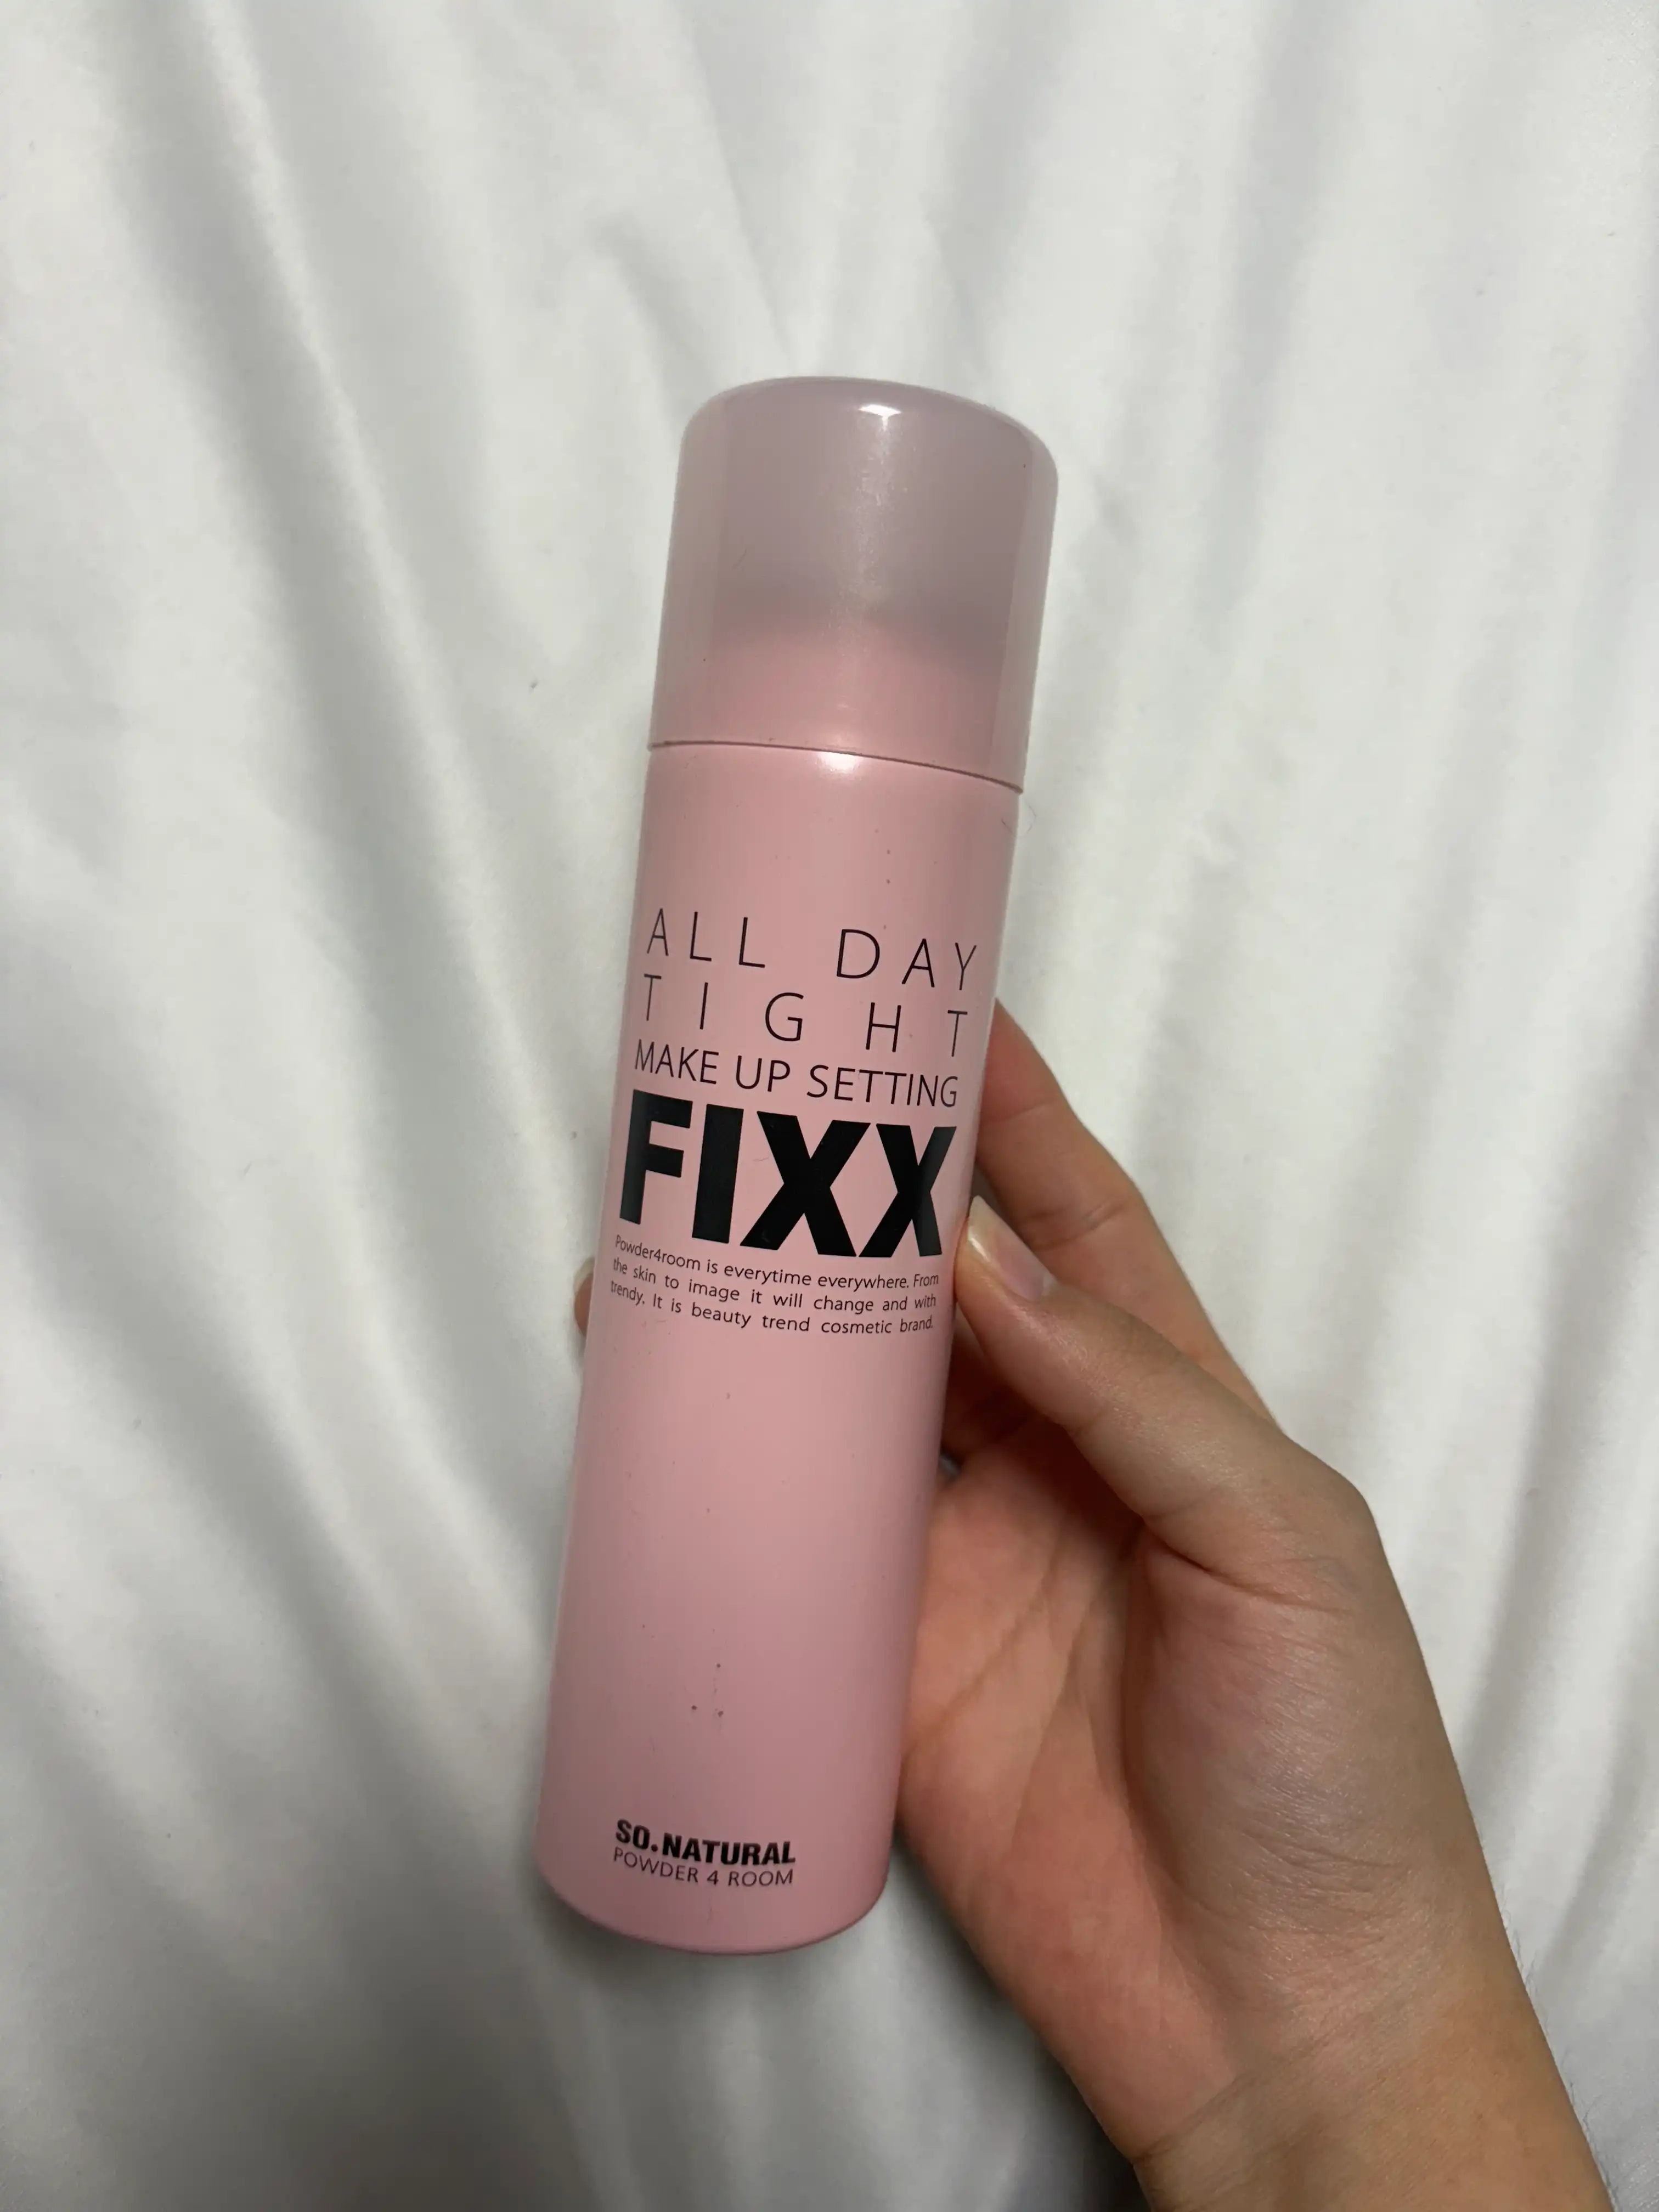 ALL DAY
TIGHT
MAKE UP SETTING
FIXX
Powder4room is everytime everywhere. From
the skin to image it will change and with
trendy. It is beauty trend cosmetic brand.
SO.NATURAL
POWDER 4 ROOM